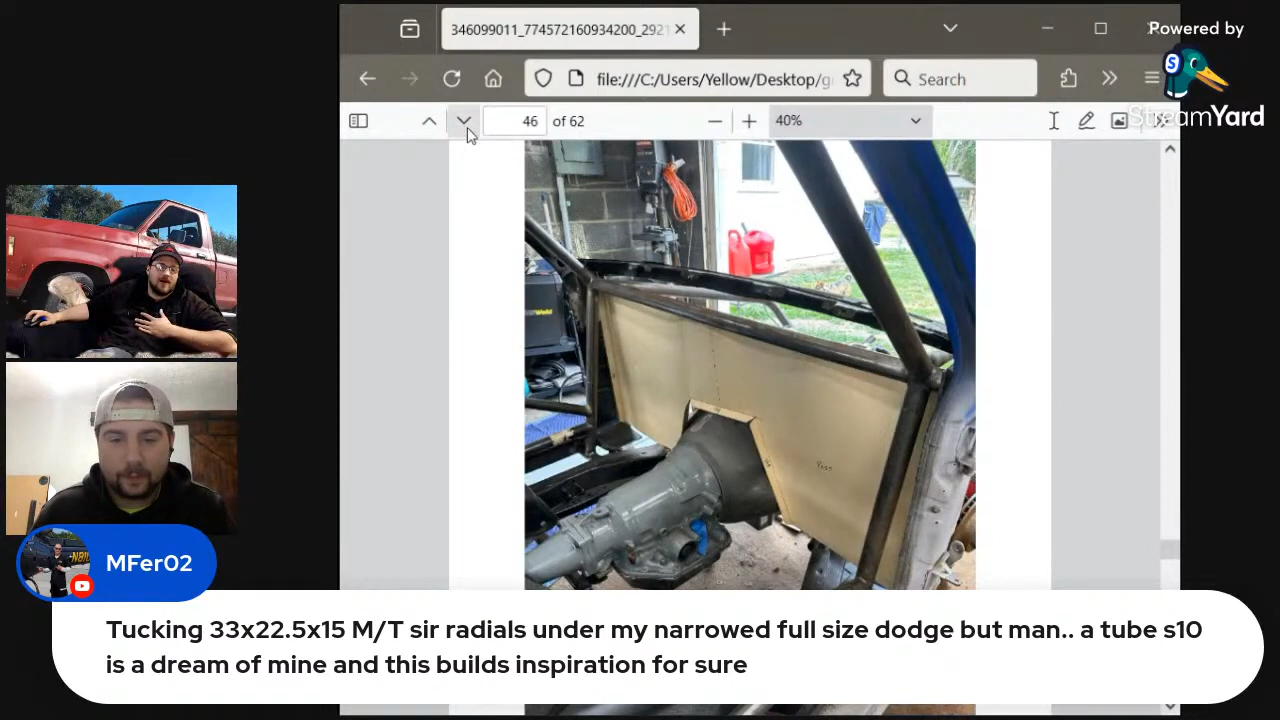 346099011_774572160934200_2921
Powered by
StreamYard
file:///C:/Users/Yellow/Desktop/g
Search
46 of 62
40%
MFer02
Tucking 33x22.5x15 M/T sir radials under my narrowed full size dodge but man.. a tube s10
is a dream of mine and this builds inspiration for sure